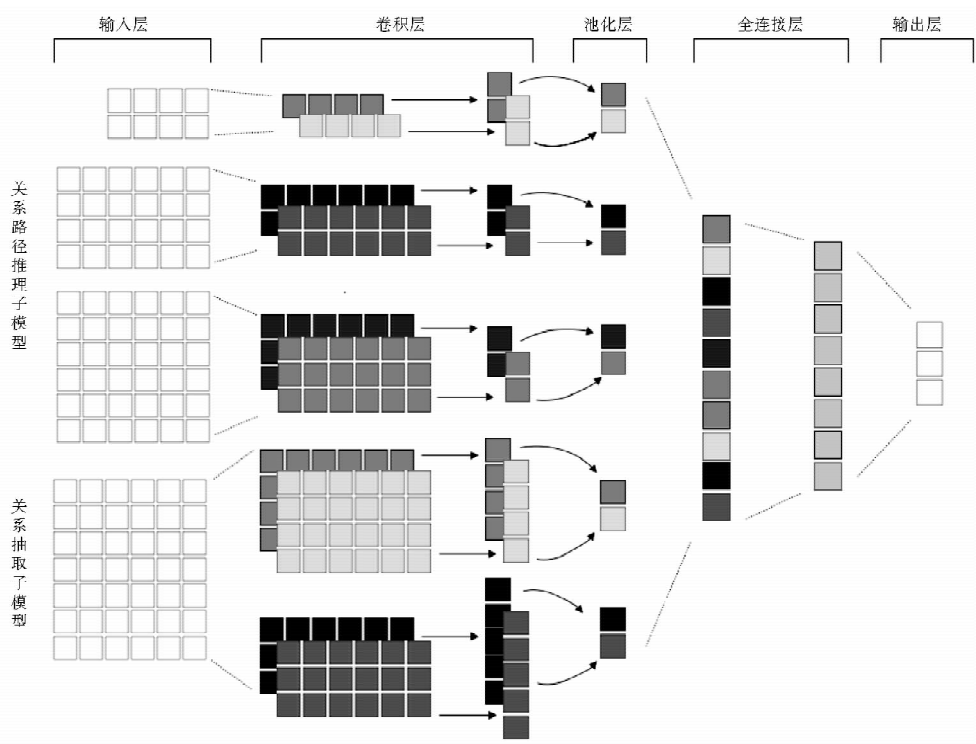 输入层
卷积层
池化层
全连接层
输出层
关系路径推理子模型
关系抽取子模型